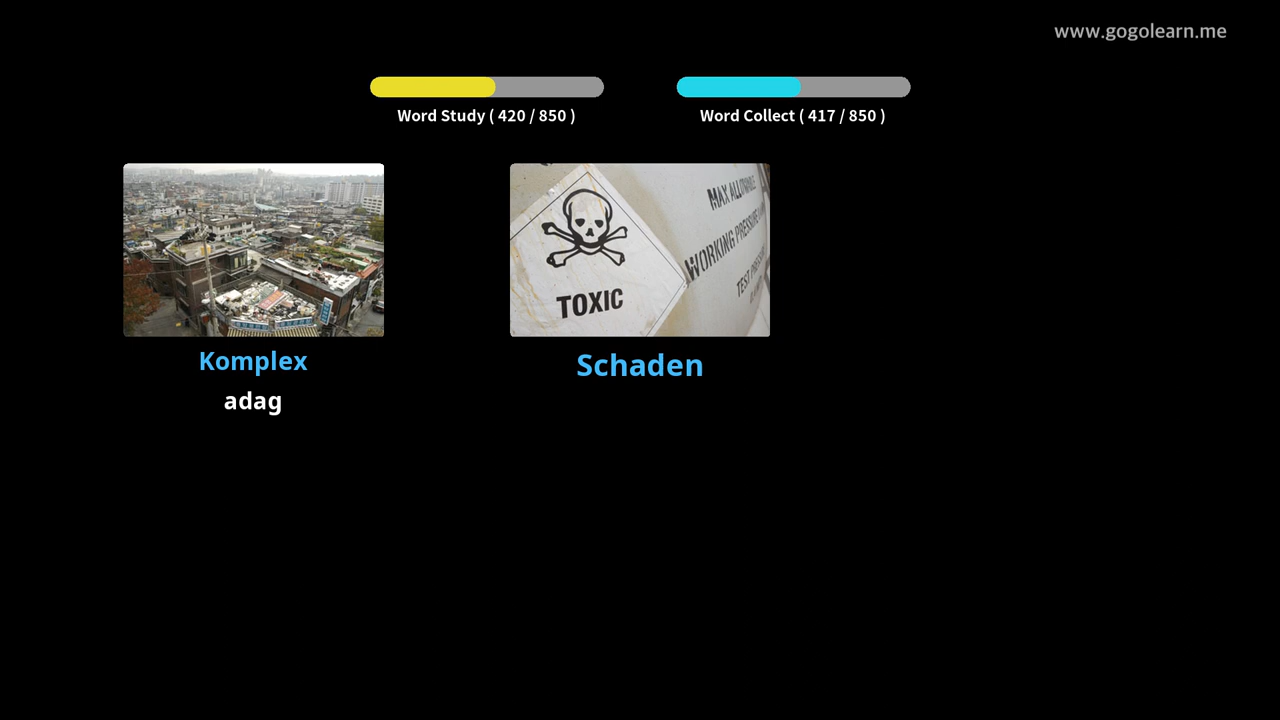 www.gogolearn.me
Word Study ( 420 / 850 )
Word Collect ( 417 / 850 )
TOXIC
MAX ALLOWABLE
WORKING PRESSURE
TEST
Komplex
Schaden
adag